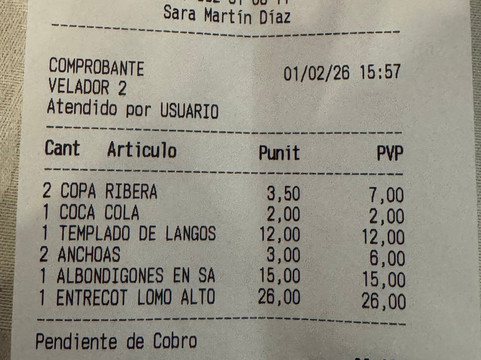 Sara Martín Díaz
COMPROBANTE 01/02/26 15:57
VELADOR 2
Atendido por USUARIO
Cant Articulo Punit PVP
2 COPA RIBERA 3,50 7,00
1 COCA COLA 2,00 2,00
1 TEMPLADO DE LANGOS 12,00 12,00
2 ANCHOAS 3,00 6,00
1 ALBONDIGONES EN SA 15,00 15,00
1 ENTRECOT LOMO ALTO 26,00 26,00
Pendiente de Cobro